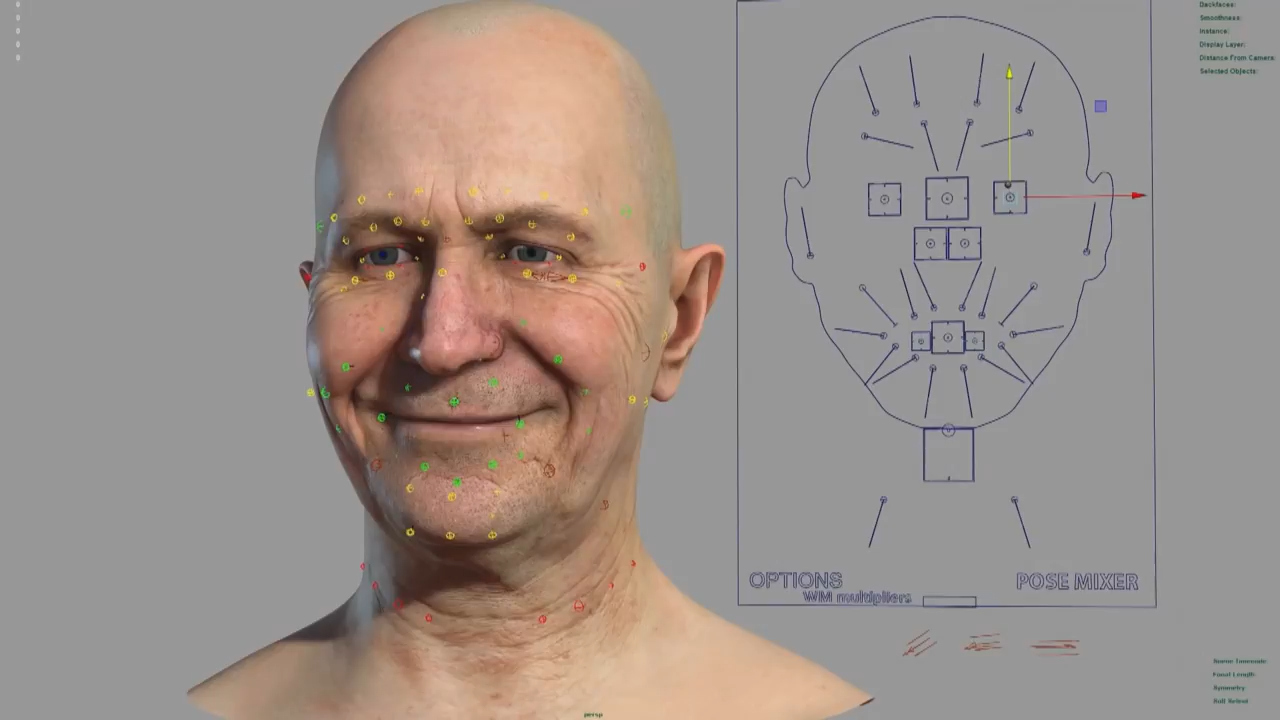 Backfaces:
Smoothness:
Instance:
Display Layer:
Distance From Camera:
Selected Objects:
OPTIONS
POSE MIXER
WM multipliers
Focal Length:
Symmetry
persp